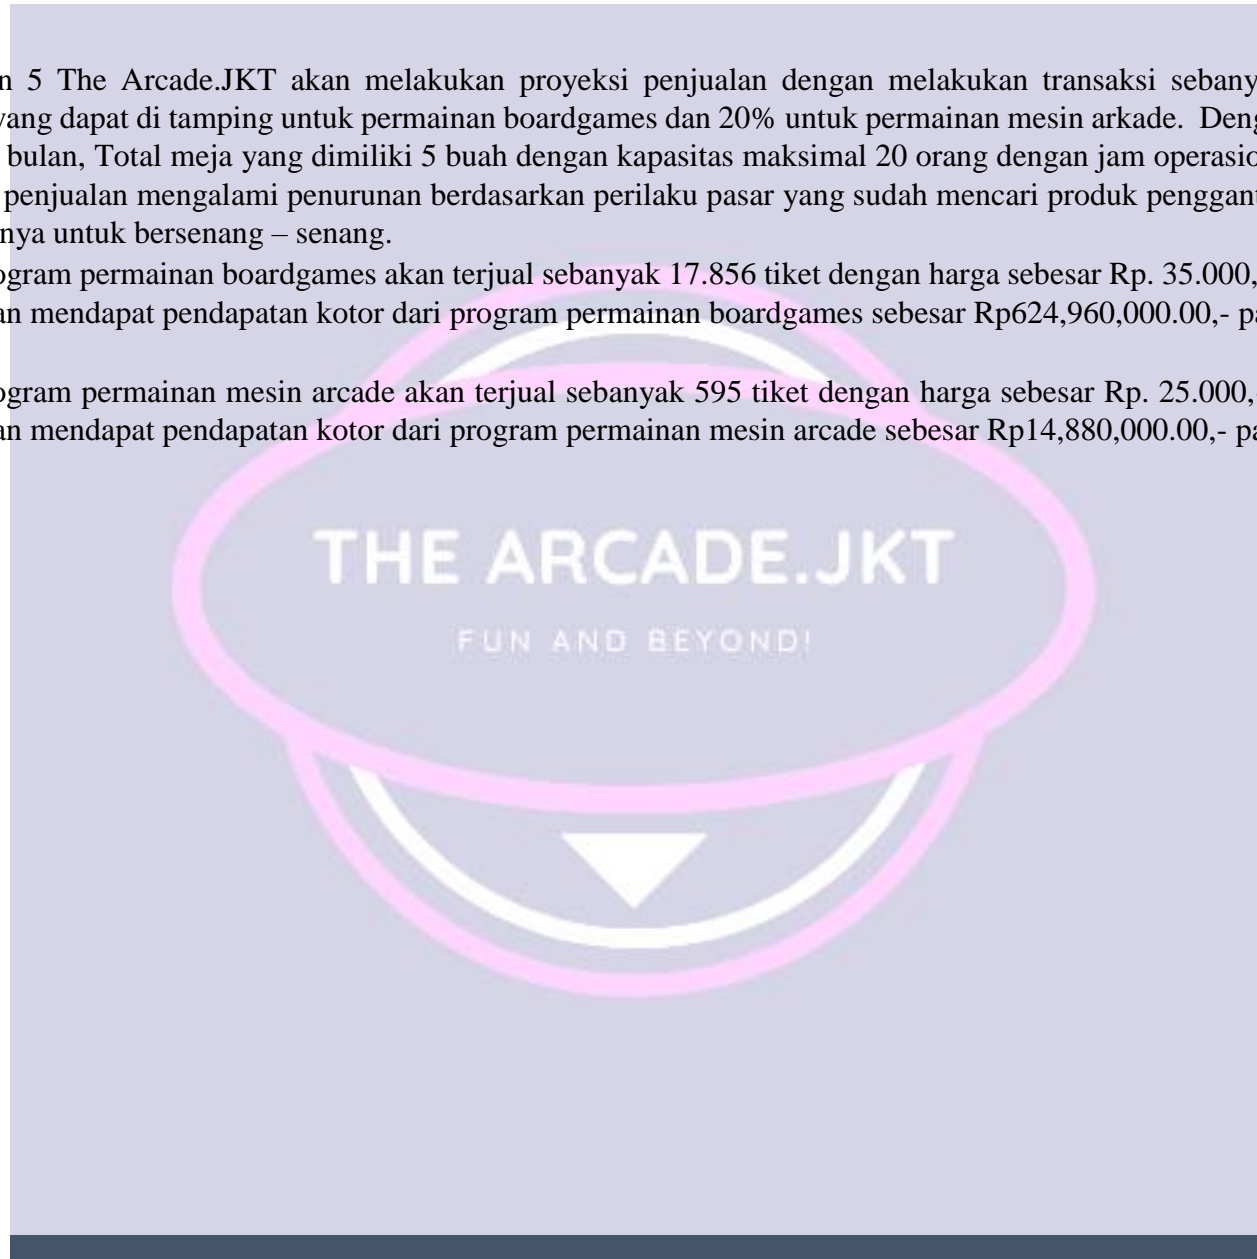 n 5 The Arcade.JKT akan melakukan proyeksi penjualan dengan melakukan transaksi sebany
yang dapat di tamping untuk permainan boardgames dan 20% untuk permainan mesin arkade. Deng
bulan, Total meja yang dimiliki 5 buah dengan kapasitas maksimal 20 orang dengan jam operasio
penjualan mengalami penurunan berdasarkan perilaku pasar yang sudah mencari produk penggant
nya untuk bersenang – senang.
ogram permainan boardgames akan terjual sebanyak 17.856 tiket dengan harga sebesar Rp. 35.000,
an mendapat pendapatan kotor dari program permainan boardgames sebesar Rp624,960,000.00,- pa
ogram permainan mesin arcade akan terjual sebanyak 595 tiket dengan harga sebesar Rp. 25.000,-
an mendapat pendapatan kotor dari program permainan mesin arcade sebesar Rp14,880,000.00,- pa
THE ARCADE.JKT
FUN AND BEYOND!